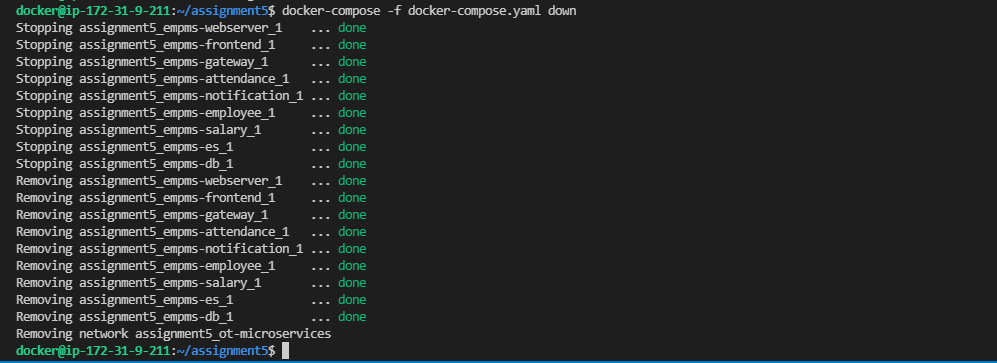 docker@ip-172-31-9-211:~/assignment5$ docker-compose -f docker-compose.yaml down
Stopping assignment5_empms-webserver_1    ... done
Stopping assignment5_empms-frontend_1     ... done
Stopping assignment5_empms-gateway_1      ... done
Stopping assignment5_empms-attendance_1   ... done
Stopping assignment5_empms-notification_1 ... done
Stopping assignment5_empms-employee_1     ... done
Stopping assignment5_empms-salary_1       ... done
Stopping assignment5_empms-es_1           ... done
Stopping assignment5_empms-db_1           ... done
Removing assignment5_empms-webserver_1    ... done
Removing assignment5_empms-frontend_1     ... done
Removing assignment5_empms-gateway_1      ... done
Removing assignment5_empms-attendance_1   ... done
Removing assignment5_empms-notification_1 ... done
Removing assignment5_empms-employee_1     ... done
Removing assignment5_empms-salary_1       ... done
Removing assignment5_empms-es_1           ... done
Removing assignment5_empms-db_1           ... done
Removing network assignment5_ot-microservices
docker@ip-172-31-9-211:~/assignment5$